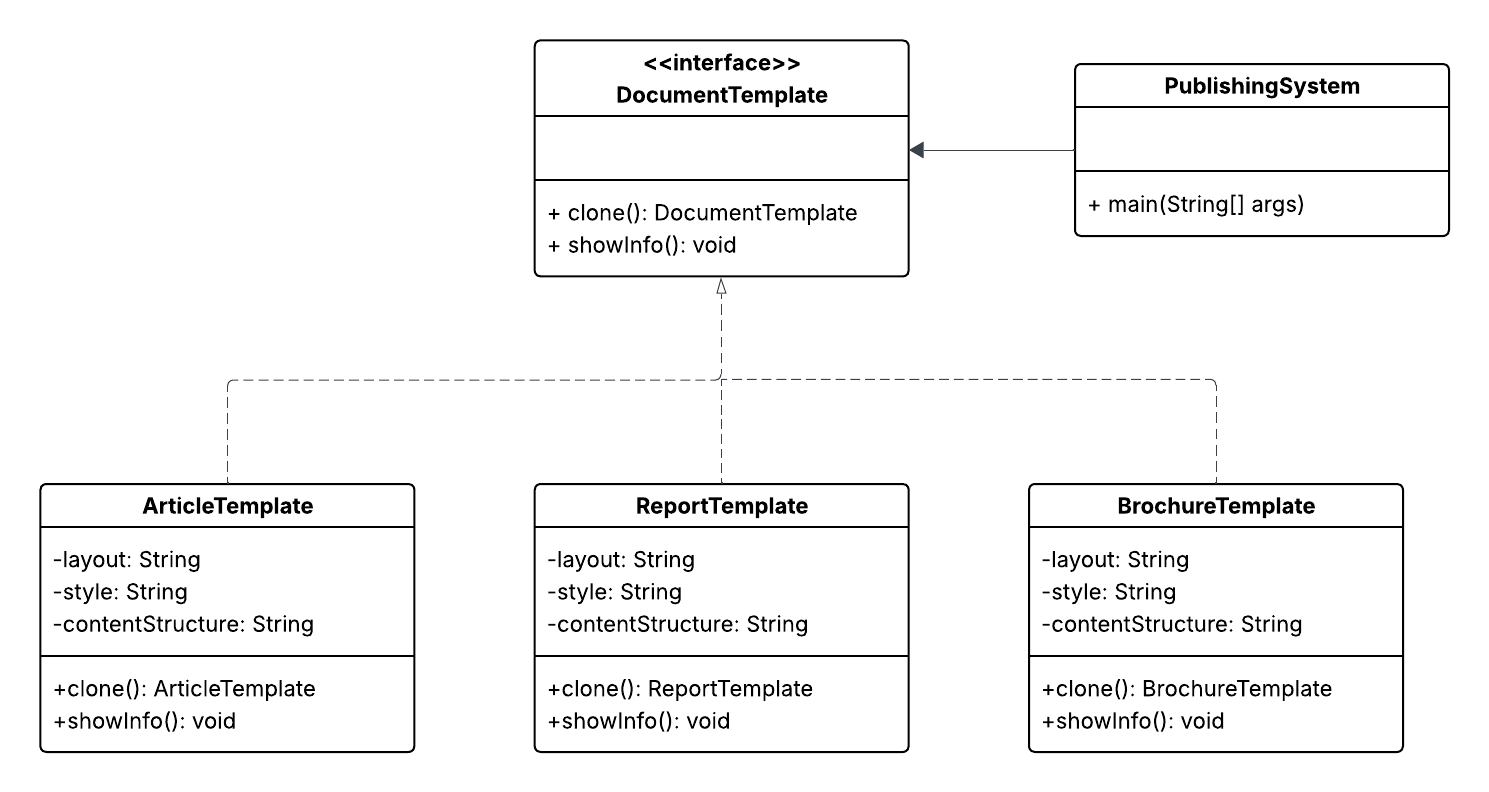 <<interface>>
DocumentTemplate
+ clone(): DocumentTemplate
+ showInfo(): void
PublishingSystem
+ main(String[] args)
ArticleTemplate
-layout: String
-style: String
-contentStructure: String
+clone(): ArticleTemplate
+showInfo(): void
ReportTemplate
-layout: String
-style: String
-contentStructure: String
+clone(): ReportTemplate
+showInfo(): void
BrochureTemplate
-layout: String
-style: String
-contentStructure: String
+clone(): BrochureTemplate
+showInfo(): void